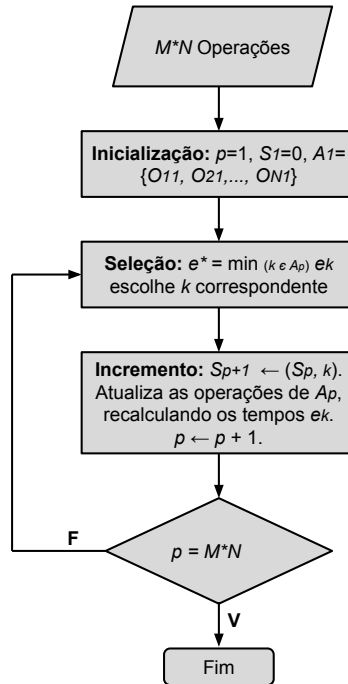 M*N Operações
Inicialização: p=1, S1=0, A1=
{O11, O21,..., ON1}
Seleção: e* = min (k ϵ Ap) ek
escolhe k correspondente
Incremento: Sp+1 ← (Sp, k).
Atualiza as operações de Ap,
recalculando os tempos ek.
p ← p + 1.
F
p = M*N
V
Fim